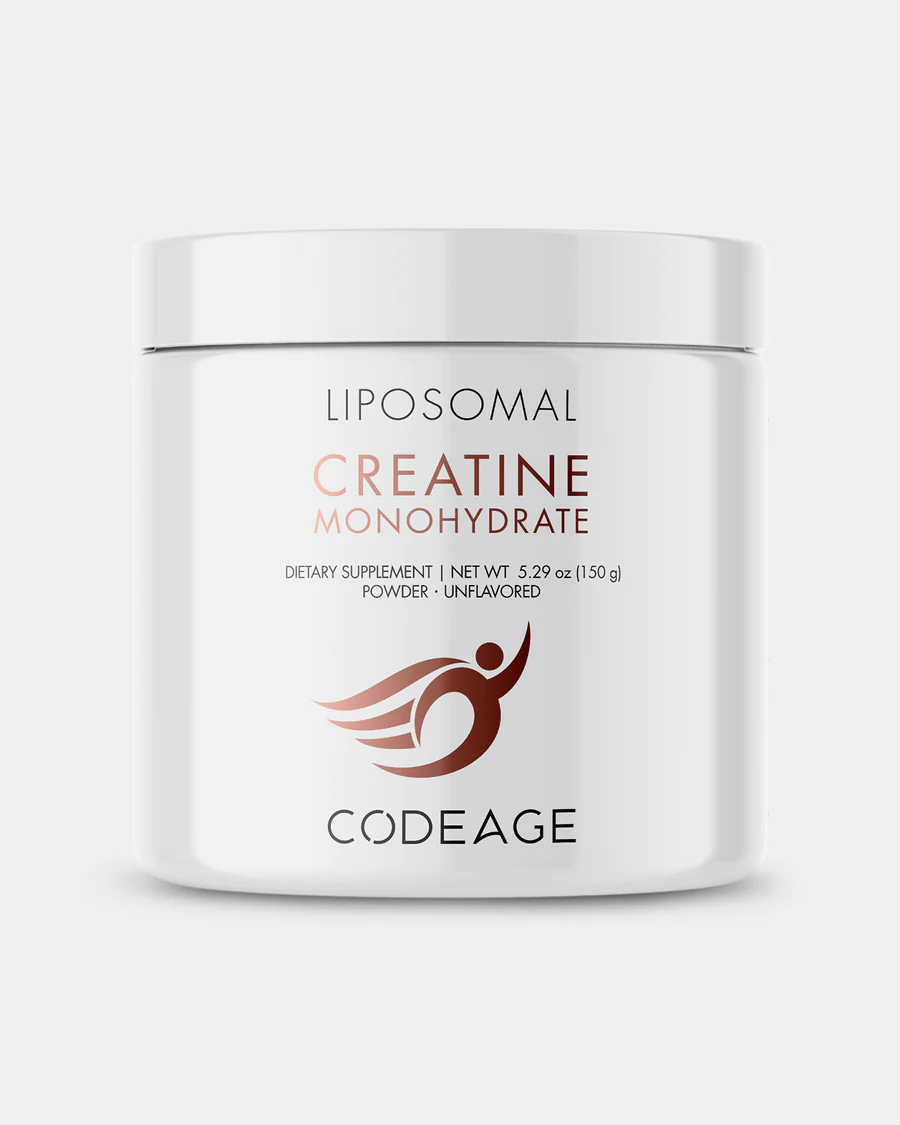 LIPOSOMAL
CREATINE
MONOHYDRATE
DIETARY SUPPLEMENT | NET WT 5.29 oz (150 g)
POWDER · UNFLAVORED
CODEAGE